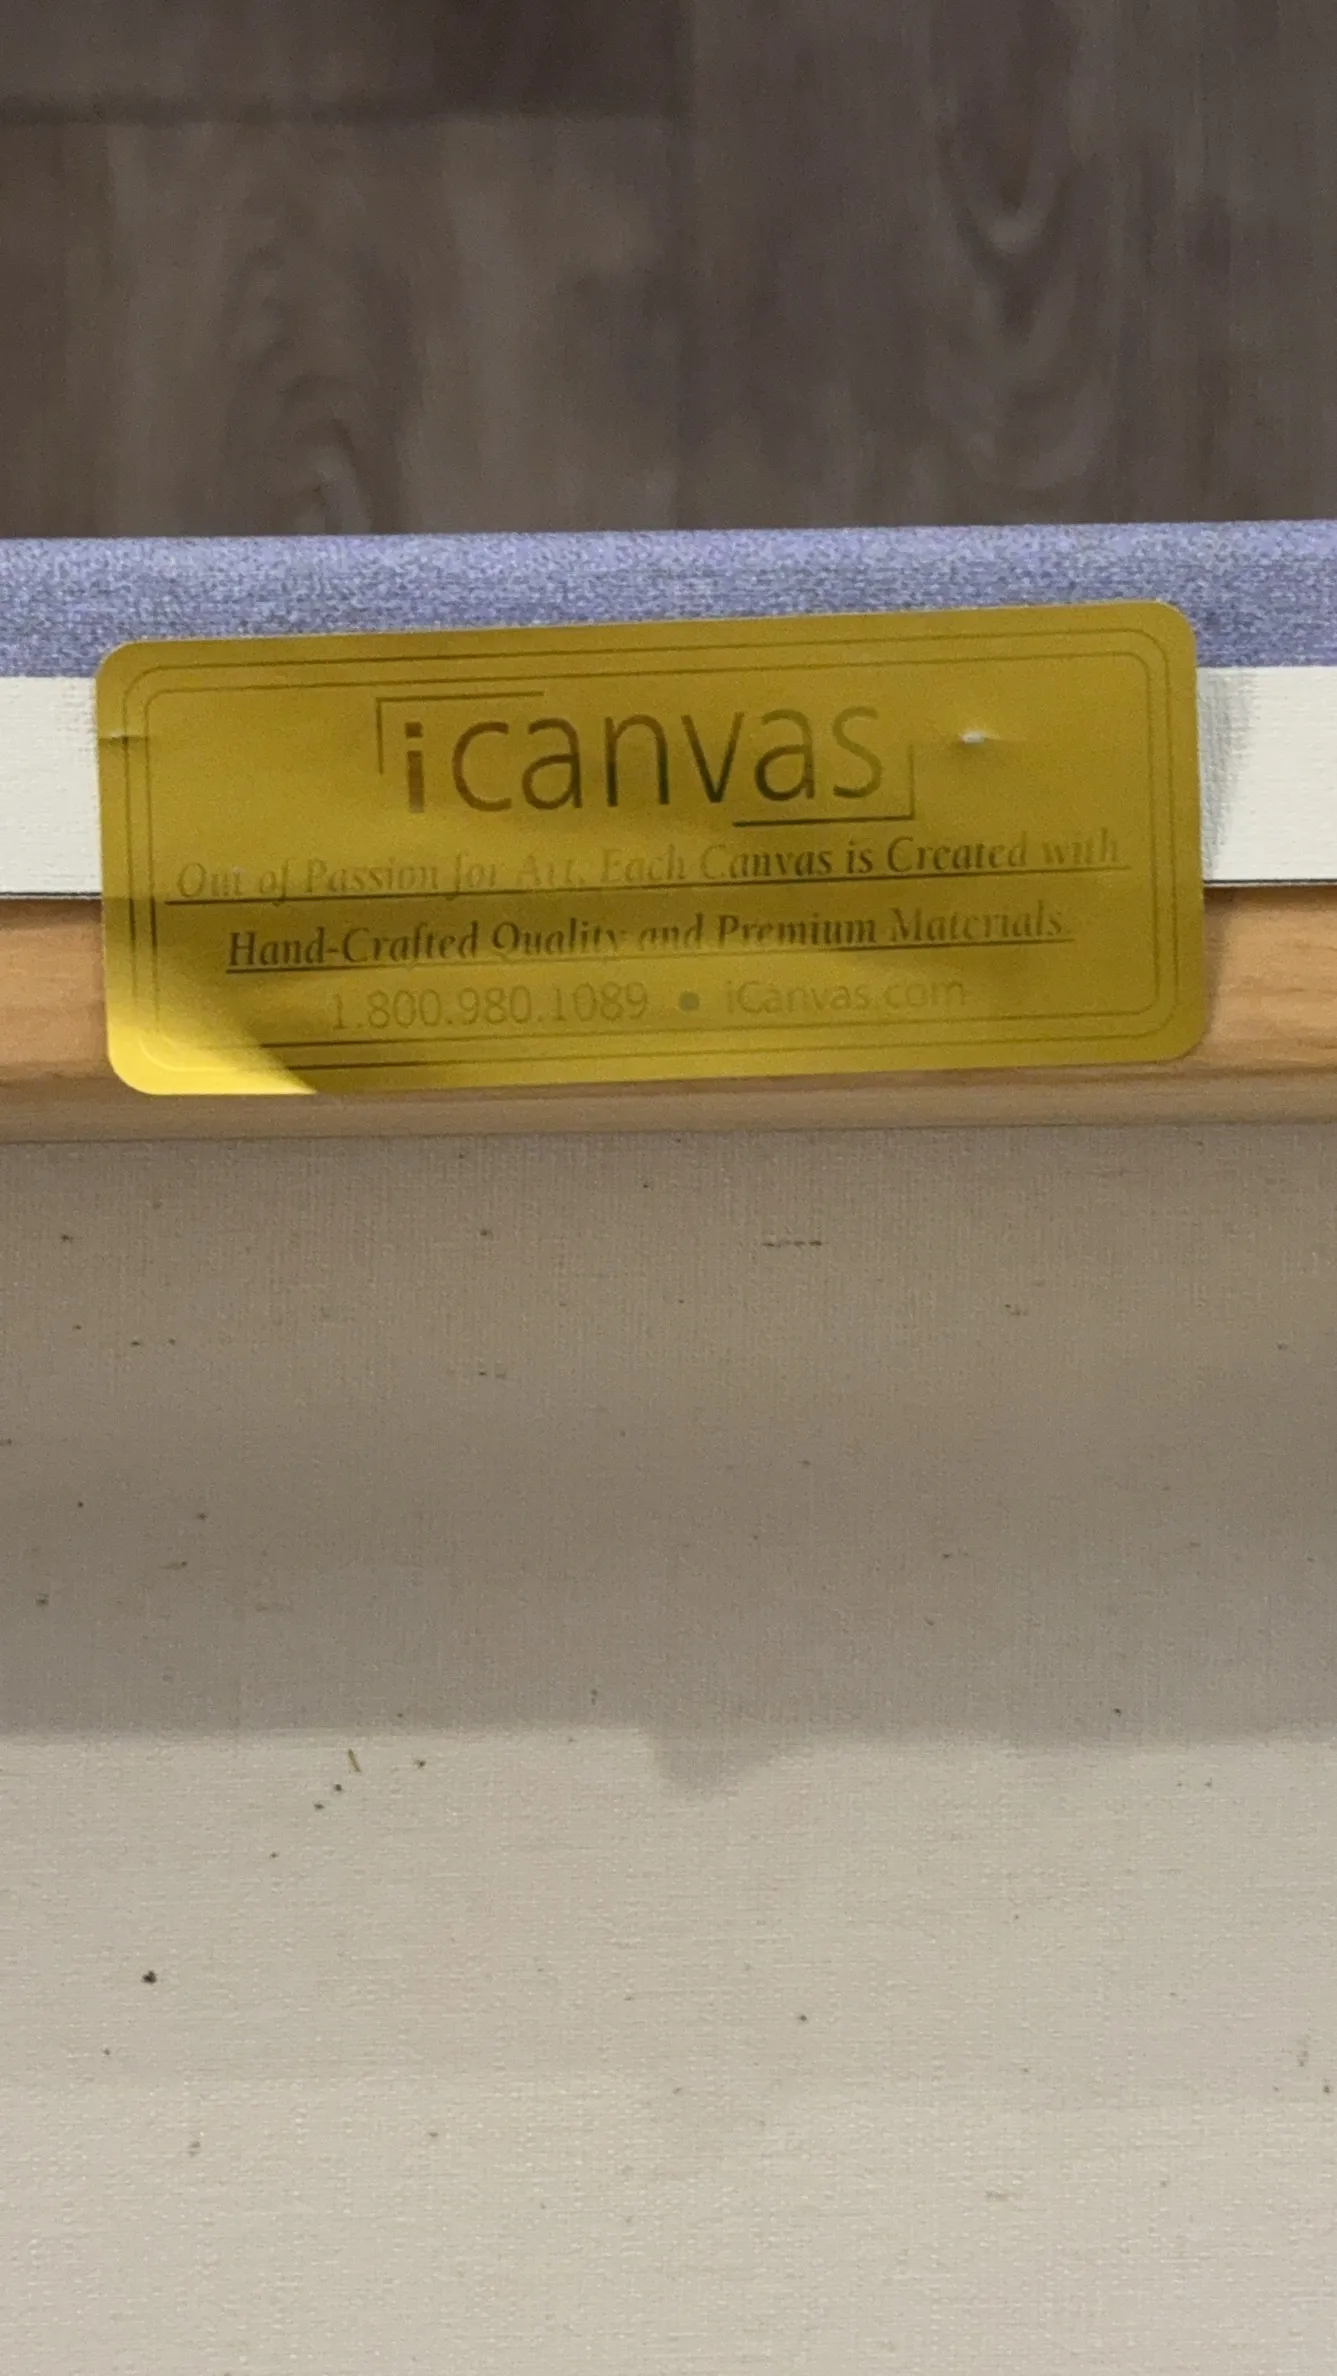 icanvas
Out of Passion for Art, Each Canvas is Created with
Hand-Crafted Quality and Premium Materials.
1.800.980.1089 • iCanvas.com